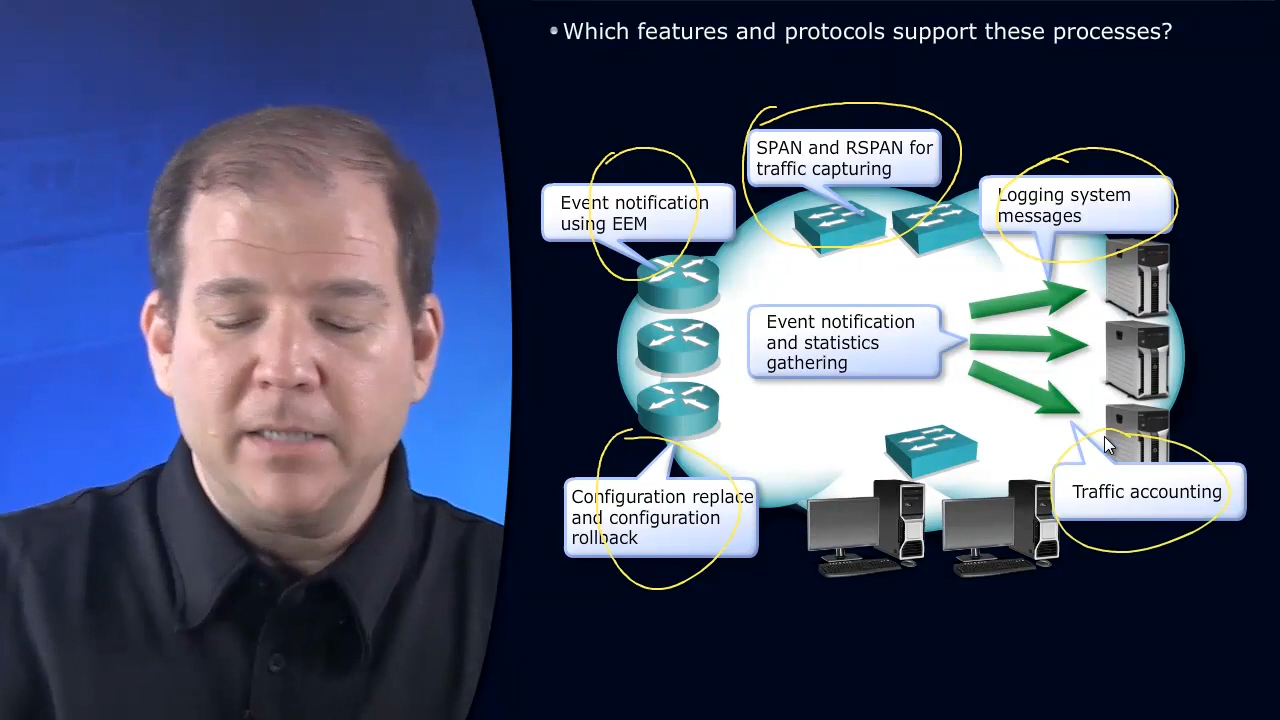 • Which features and protocols support these processes?
SPAN and RSPAN for
traffic capturing
Event notification
using EEM
Logging system
messages
Event notification
and statistics
gathering
Configuration replace
and configuration
rollback
Traffic accounting